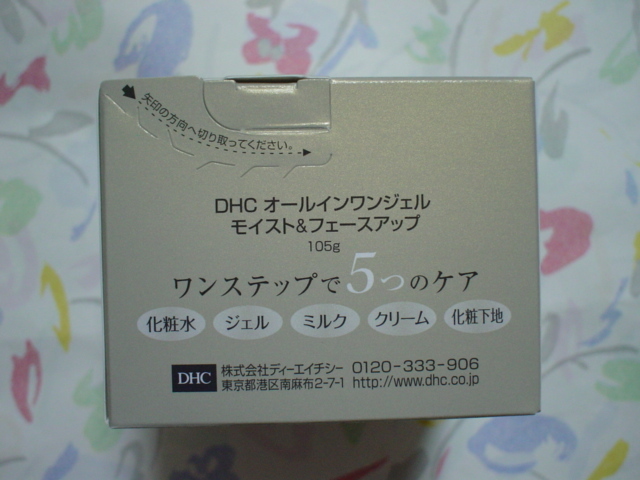 矢印の方向へ切り取ってください。
DHC オールインワンジェル
モイスト&フェースアップ
105g
ワンステップで5つのケア
化粧水 ジェル ミルク クリーム 化粧下地
DHC
株式会社ディーエイチシー 0120-333-906
東京都港区南麻布2-7-1 http://www.dhc.co.jp